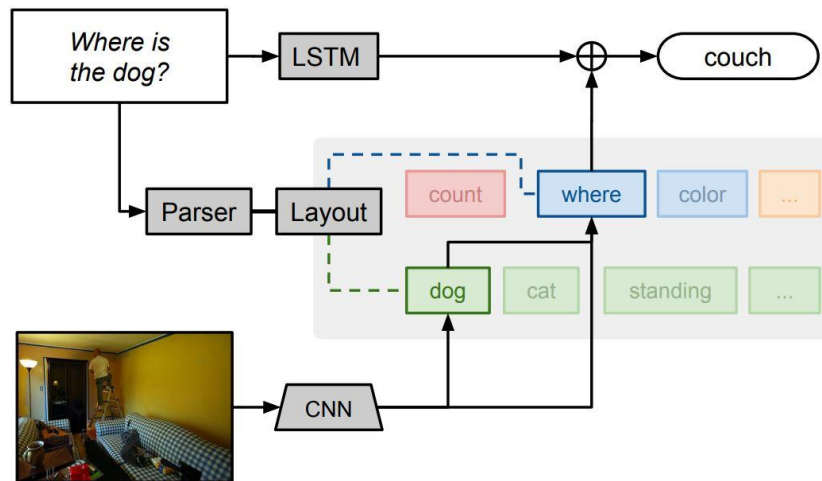 Where is
the dog?
LSTM
couch
count
where
color
...
Parser
Layout
dog
cat
standing
...
CNN